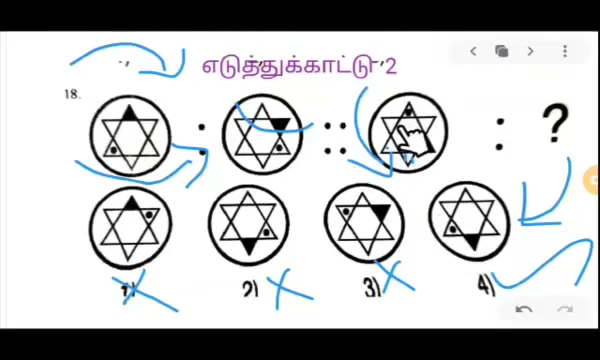 எடுத்துக்காட்டு-2
18.
: :: : ?
1) 2) 3) 4)